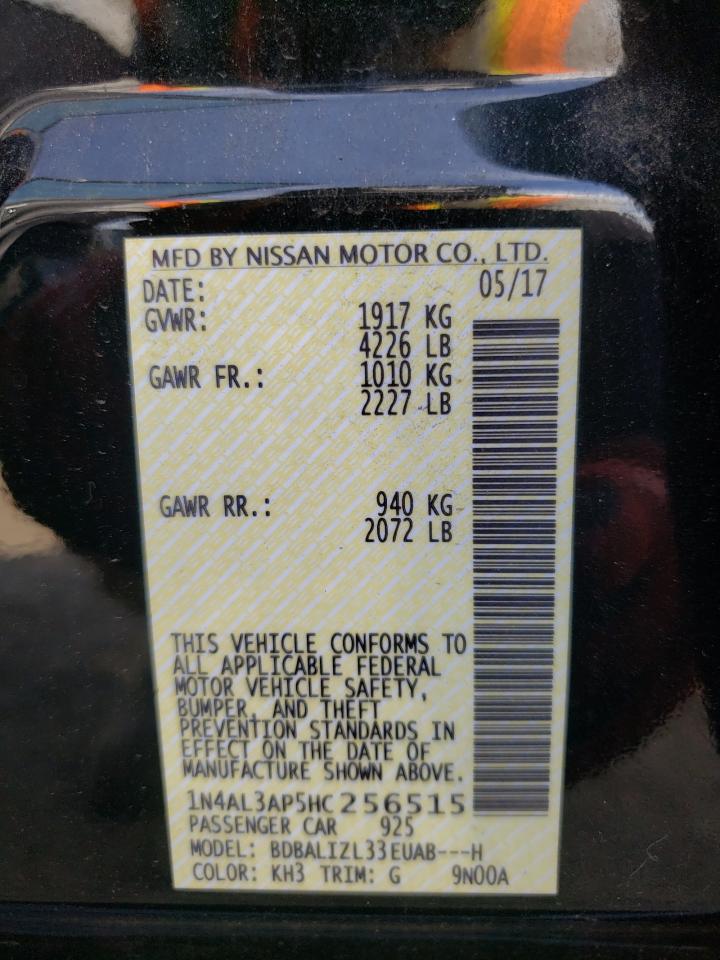 MFD BY NISSAN MOTOR CO., LTD.
DATE: 05/17
GVWR: 1917 KG
4226 LB
GAWR FR.: 1010 KG
2227 LB
GAWR RR.: 940 KG
2072 LB
THIS VEHICLE CONFORMS TO
ALL APPLICABLE FEDERAL
MOTOR VEHICLE SAFETY,
BUMPER, AND THEFT
PREVENTION STANDARDS IN
EFFECT ON THE DATE OF
MANUFACTURE SHOWN ABOVE.
1N4AL3AP5HC256515
PASSENGER CAR 925
MODEL: BDBALIZL33EUAB---H
COLOR: KH3 TRIM: G 9N00A